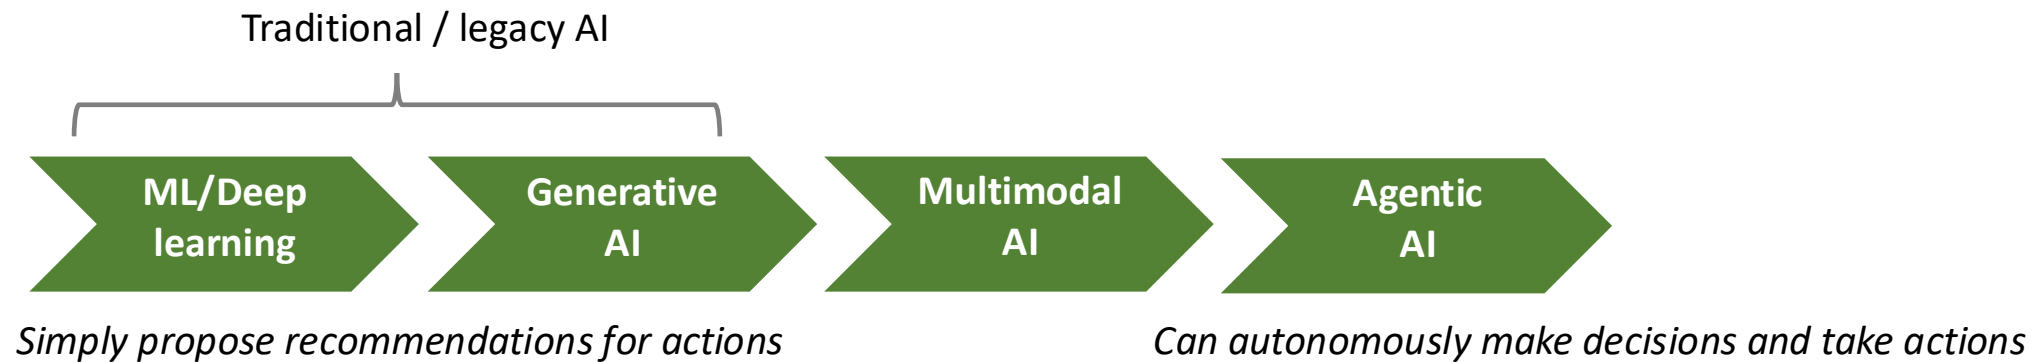 Traditional / legacy AI
ML/Deep
learning
Generative
AI
Multimodal
AI
Agentic
AI
Simply propose recommendations for actions
Can autonomously make decisions and take actions